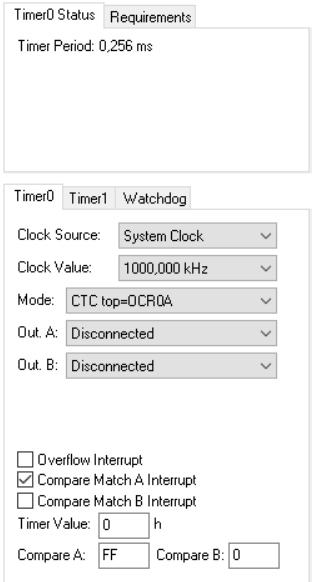 Timer0 Status Requirements
Timer Period: 0,256 ms
Timer0 Timer1 Watchdog
Clock Source: System Clock
Clock Value: 1000,000 kHz
Mode: CTC top=OCR0A
Out. A: Disconnected
Out. B: Disconnected
Overflow Interrupt
Compare Match A Interrupt
Compare Match B Interrupt
Timer Value: 0 h
Compare A: FF Compare B: 0